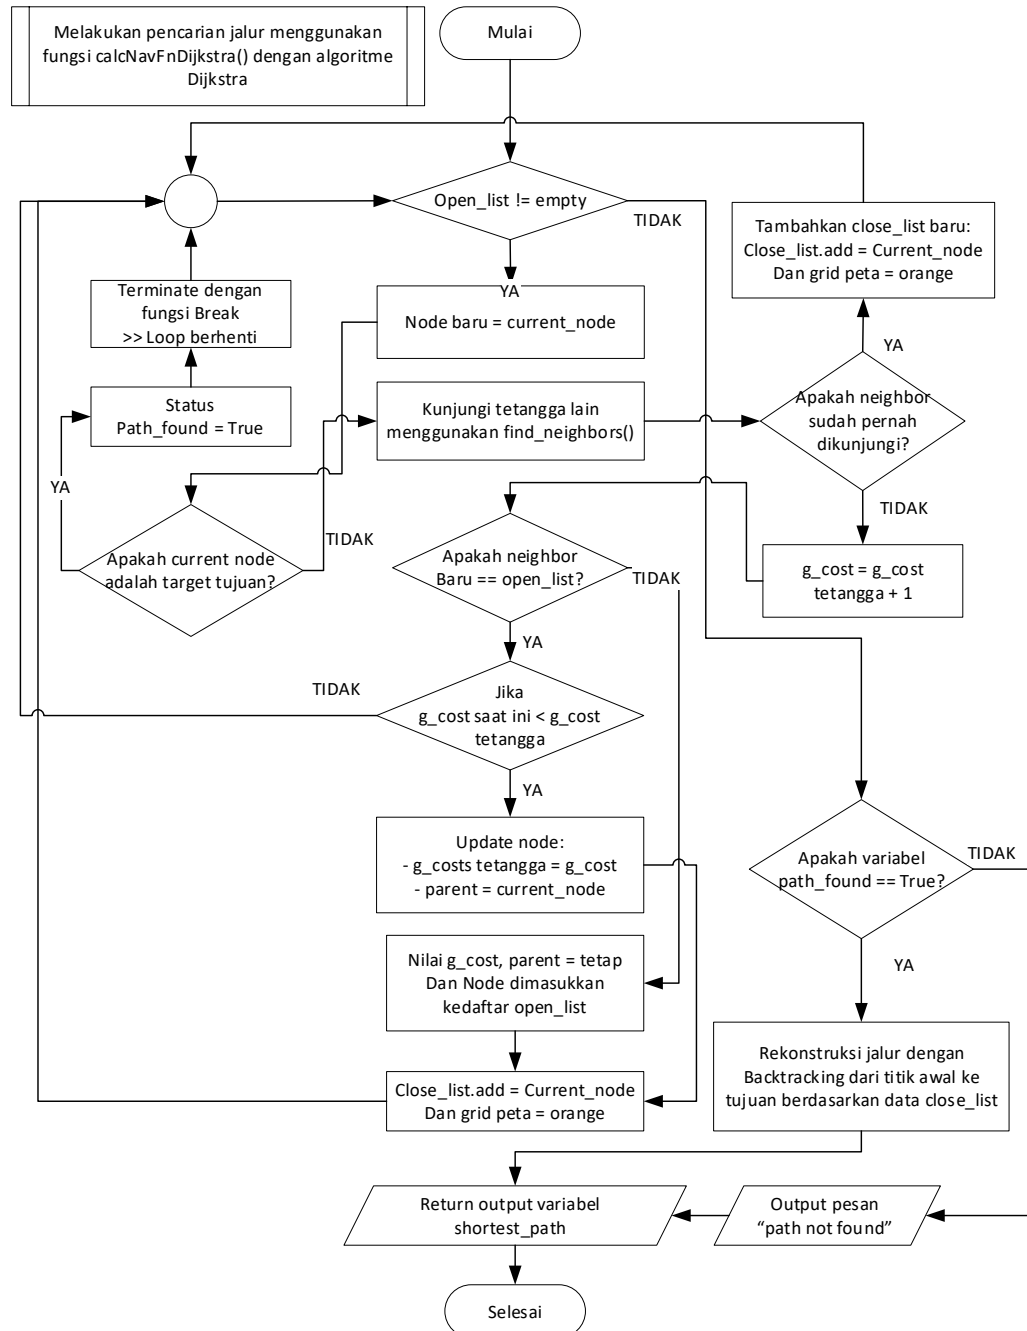 Melakukan pencarian jalur menggunakan
fungsi calcNavFnDijkstra() dengan algoritme
Dijkstra
Mulai
Open_list != empty
TIDAK
YA
Tambahkan close_list baru:
Close_list.add = Current_node
Dan grid peta = orange
Terminate dengan
fungsi Break
>> Loop berhenti
Node baru = current_node
YA
Status
Path_found = True
Kunjungi tetangga lain
menggunakan find_neighbors()
Apakah neighbor
sudah pernah
dikunjungi?
YA
TIDAK
TIDAK
Apakah current node
adalah target tujuan?
Apakah neighbor
Baru == open_list?
TIDAK
g_cost = g_cost
tetangga + 1
YA
TIDAK
Jika
g_cost saat ini < g_cost
tetangga
YA
Update node:
- g_costs tetangga = g_cost
- parent = current_node
Apakah variabel
path_found == True?
TIDAK
YA
Nilai g_cost, parent = tetap
Dan Node dimasukkan
kedaftar open_list
Rekonstruksi jalur dengan
Backtracking dari titik awal ke
tujuan berdasarkan data close_list
Close_list.add = Current_node
Dan grid peta = orange
Return output variabel
shortest_path
Output pesan
“path not found”
Selesai